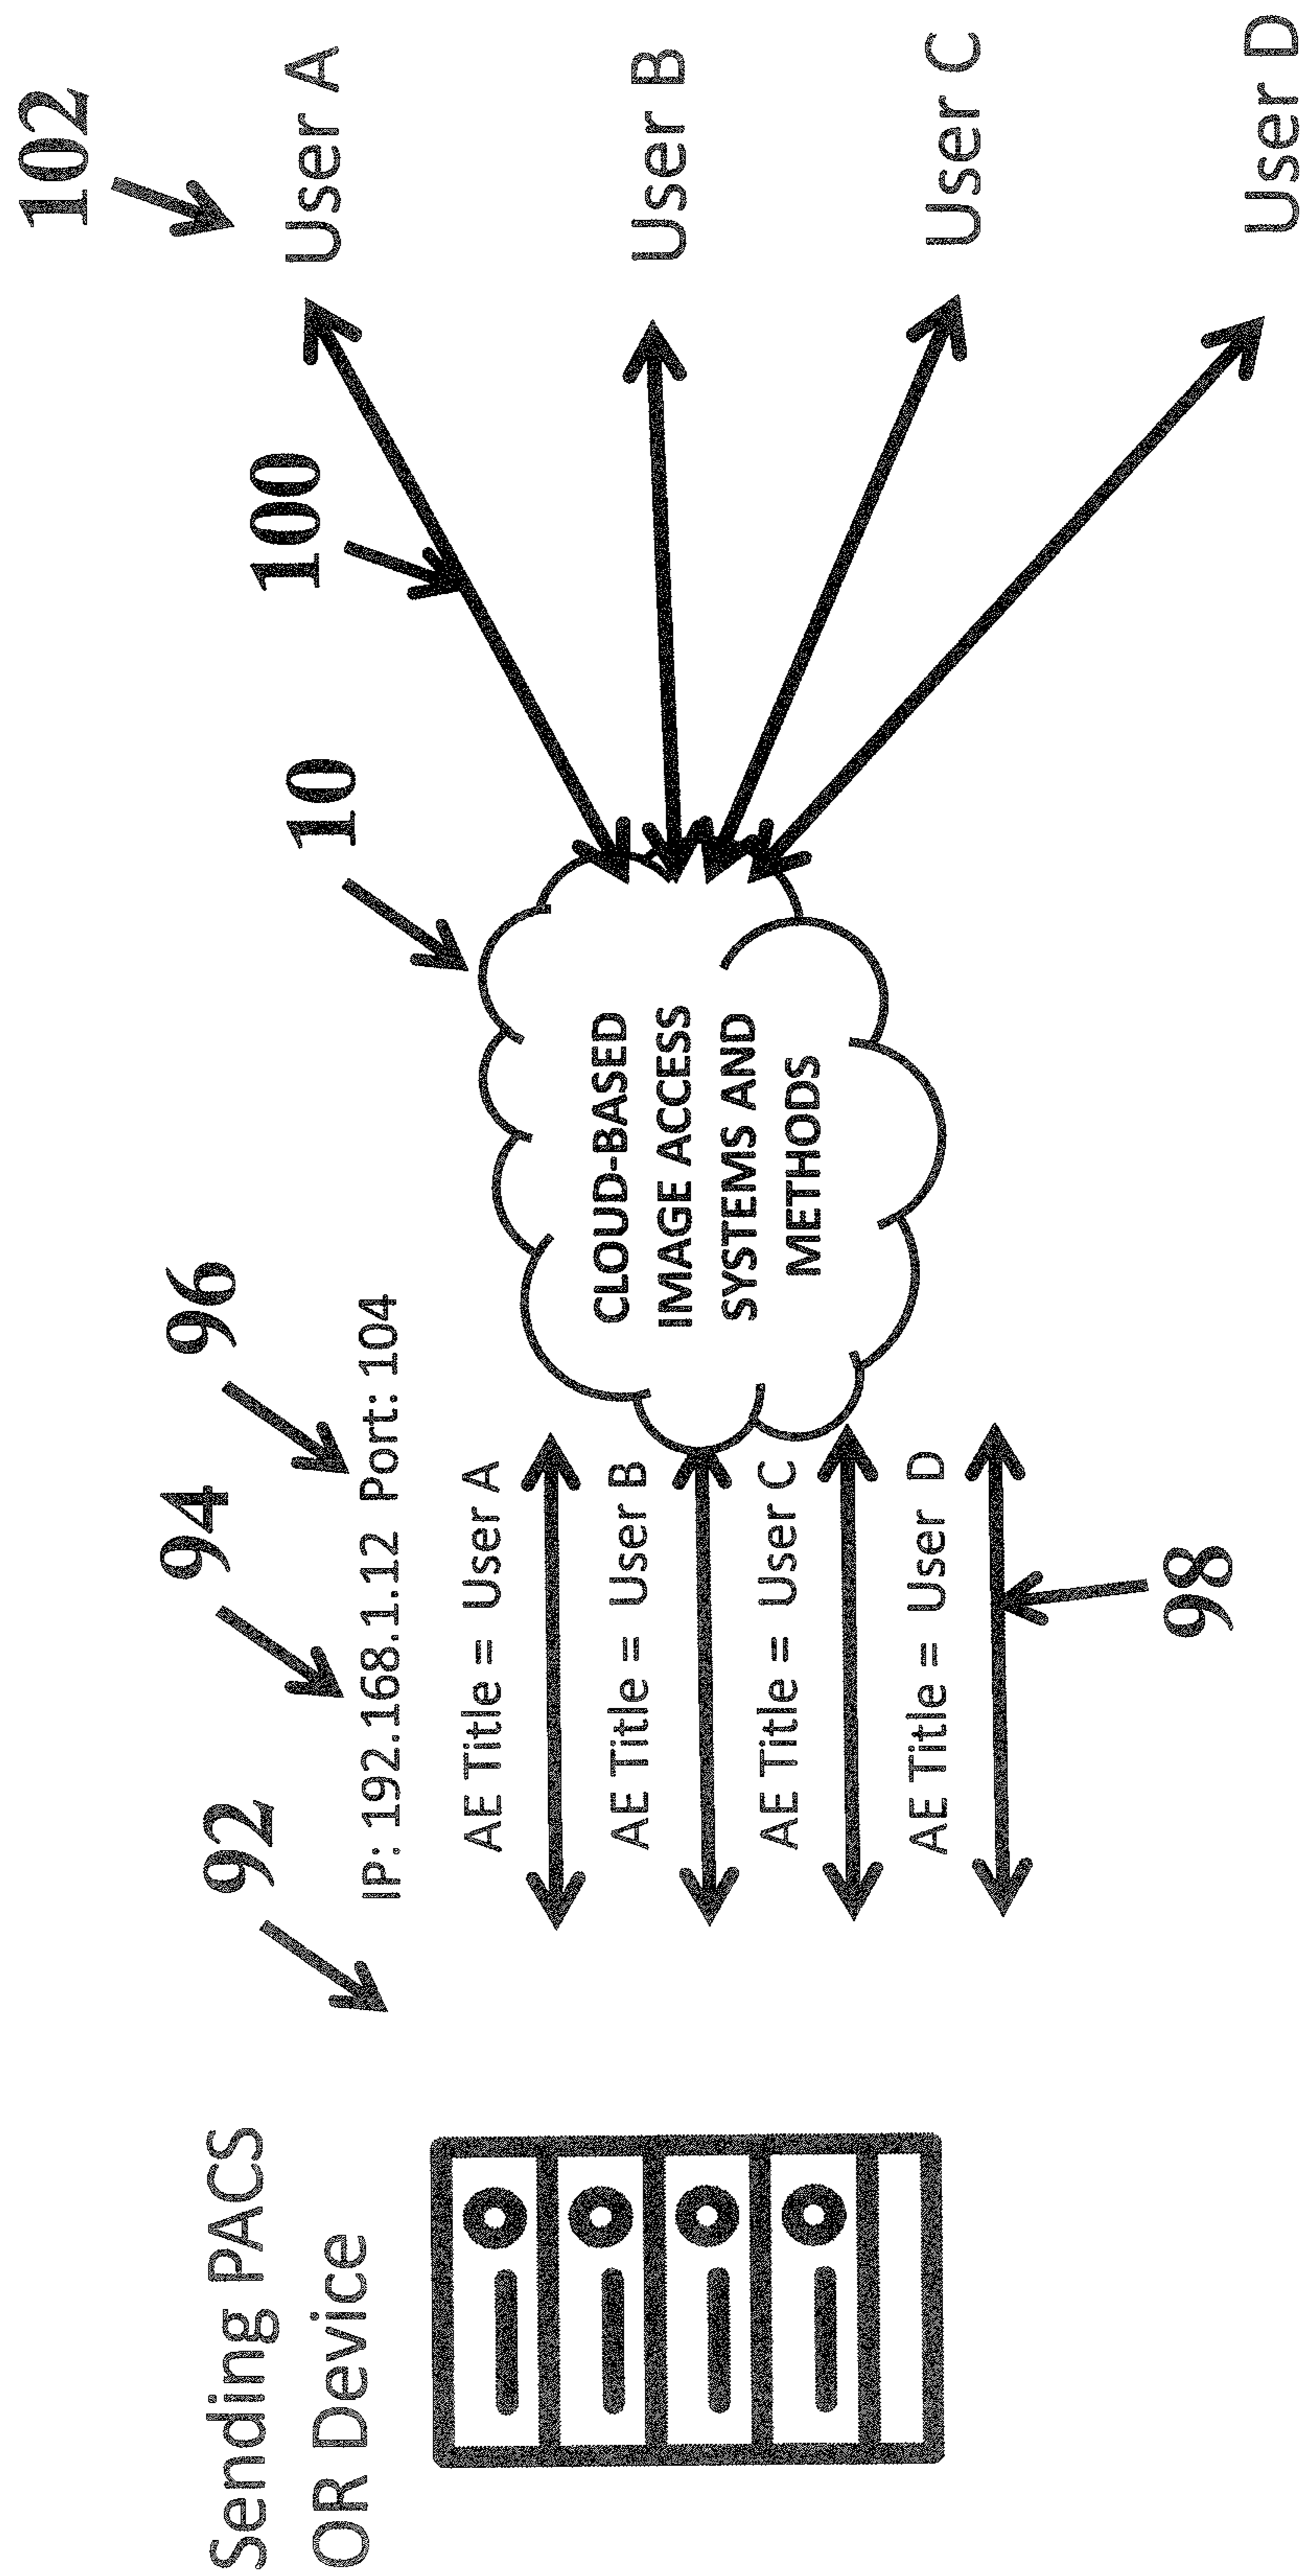 Sending PACS
OR Device
92
94
96
IP: 192.168.1.12 Port: 104
AE Title = User A
AE Title = User B
AE Title = User C
AE Title = User D
98
10
CLOUD-BASED
IMAGE ACCESS
SYSTEMS AND
METHODS
100
102
User A
User B
User C
User D